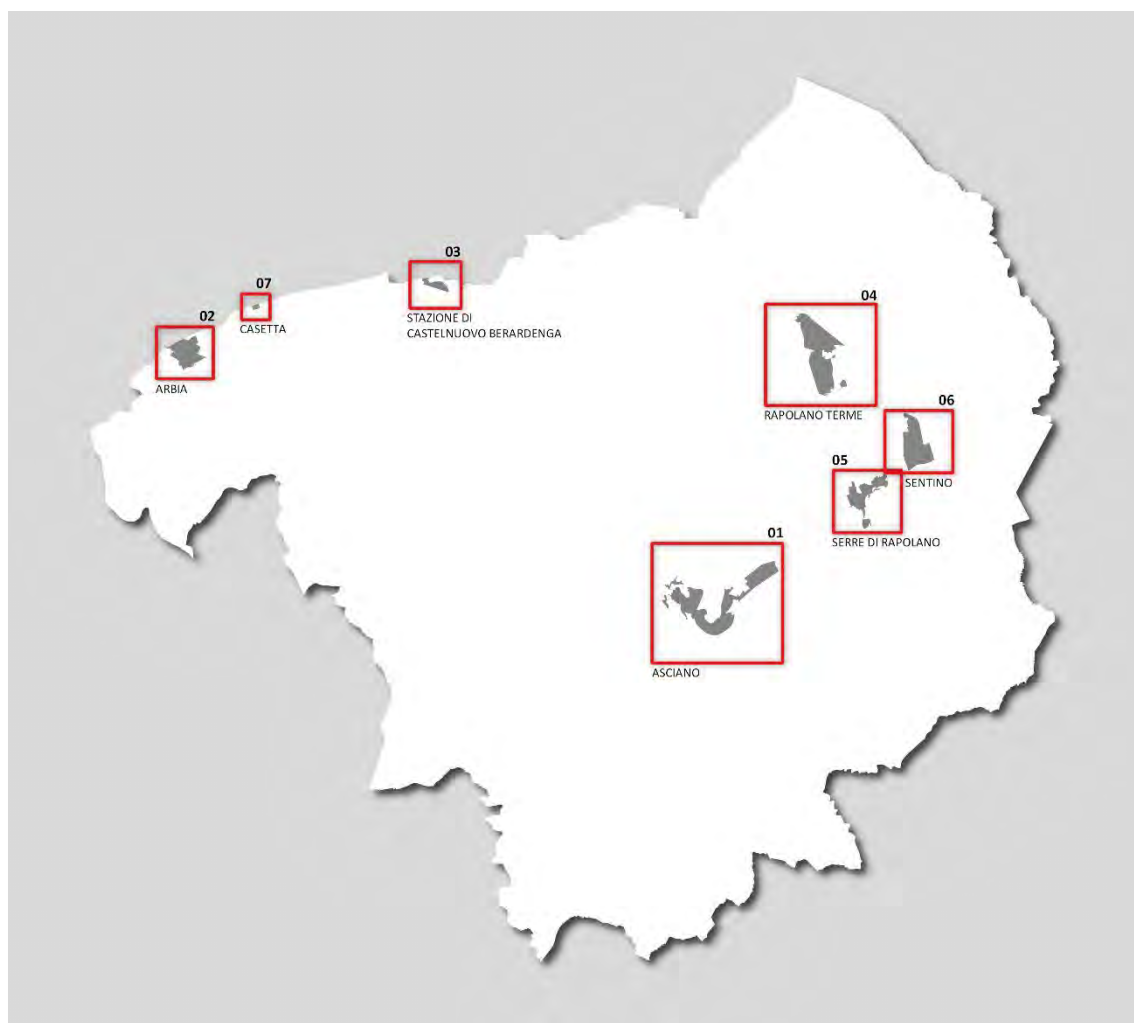 03
STAZIONE DI
CASTELNUOVO BERARDENGA
07
CASETTA
02
ARBIA
04
RAPOLANO TERME
06
SENTINO
05
SERRE DI RAPOLANO
01
ASCIANO